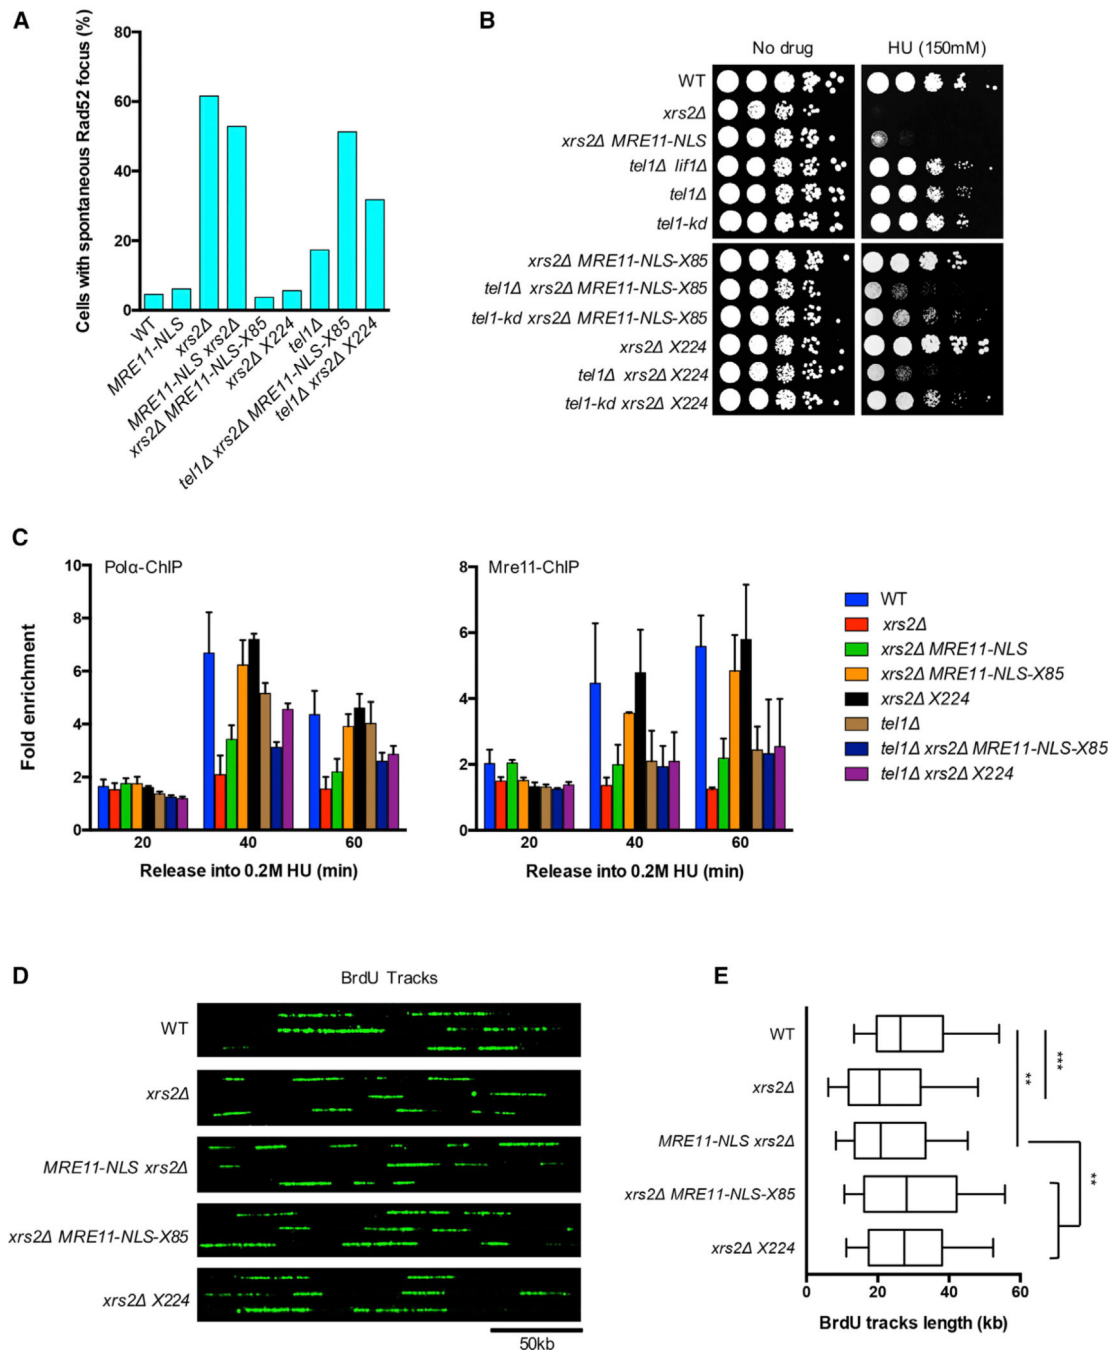 A
Cells with spontaneous Rad52 focus (%)
80
60
40
20
0
WT
MRE11-NLS
xrs2Δ
MRE11-NLS xrs2Δ
xrs2Δ MRE11-NLS-X85
xrs2Δ X224
tel1Δ
tel1Δ xrs2Δ MRE11-NLS-X85
tel1Δ xrs2Δ X224
B
No drug
HU (150mM)
WT
xrs2Δ
xrs2Δ MRE11-NLS
tel1Δ lif1Δ
tel1Δ
tel1-kd
xrs2Δ MRE11-NLS-X85
tel1Δ xrs2Δ MRE11-NLS-X85
tel1-kd xrs2Δ MRE11-NLS-X85
xrs2Δ X224
tel1Δ xrs2Δ X224
tel1-kd xrs2Δ X224
C
Fold enrichment
Polα-ChIP
10
8
6
4
2
0
20 40 60
Release into 0.2M HU (min)
Mre11-ChIP
8
6
4
2
0
20 40 60
Release into 0.2M HU (min)
WT
xrs2Δ
xrs2Δ MRE11-NLS
xrs2Δ MRE11-NLS-X85
xrs2Δ X224
tel1Δ
tel1Δ xrs2Δ MRE11-NLS-X85
tel1Δ xrs2Δ X224
D
BrdU Tracks
WT
xrs2Δ
MRE11-NLS xrs2Δ
xrs2Δ MRE11-NLS-X85
xrs2Δ X224
50kb
E
WT
xrs2Δ
MRE11-NLS xrs2Δ
xrs2Δ MRE11-NLS-X85
xrs2Δ X224
**
***
**
0 20 40 60
BrdU tracks length (kb)